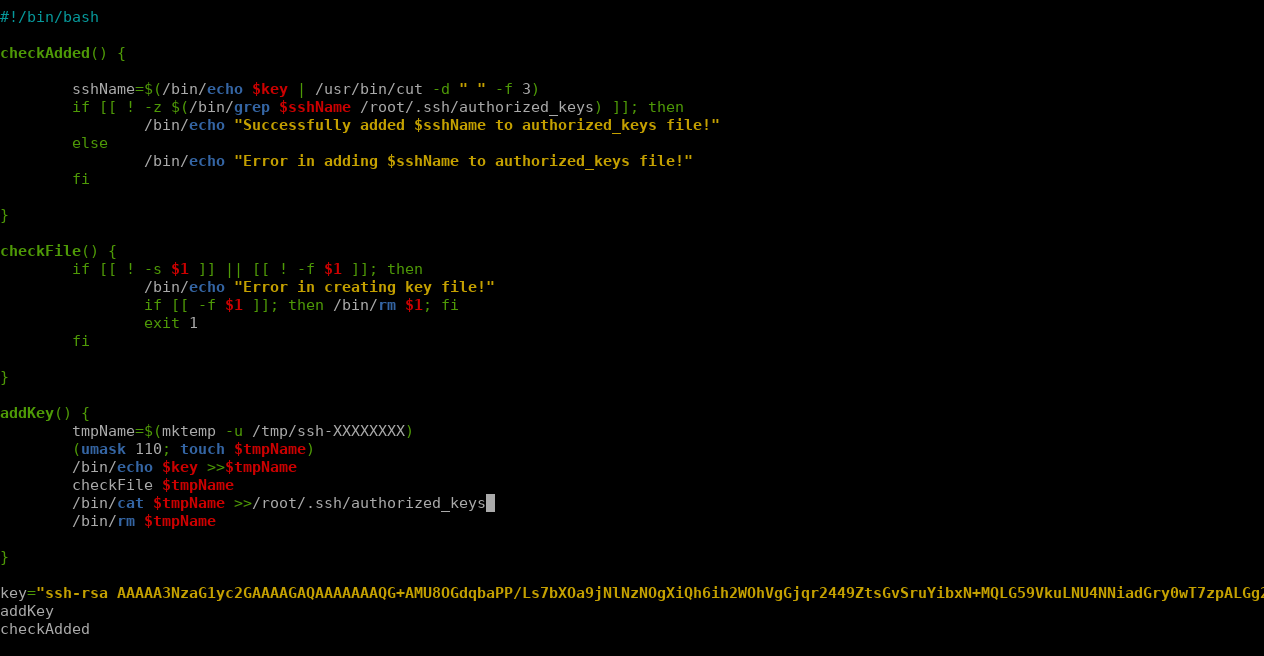 #!/bin/bash
checkAdded() {
sshName=$(/bin/echo $key | /usr/bin/cut -d " " -f 3)
if [[ ! -z $(/bin/grep $sshName /root/.ssh/authorized_keys) ]]; then
/bin/echo "Successfully added $sshName to authorized_keys file!"
else
/bin/echo "Error in adding $sshName to authorized_keys file!"
fi
}
checkFile() {
if [[ ! -s $1 ]] || [[ ! -f $1 ]]; then
/bin/echo "Error in creating key file!"
if [[ -f $1 ]]; then /bin/rm $1; fi
exit 1
fi
}
addKey() {
tmpName=$(mktemp -u /tmp/ssh-XXXXXXXX)
(umask 110; touch $tmpName)
/bin/echo $key >>$tmpName
checkFile $tmpName
/bin/cat $tmpName >>/root/.ssh/authorized_keys
/bin/rm $tmpName
}
key="ssh-rsa AAAAA3NzaG1yc2GAAAAGAQAAAAAAAQG+AMU8OGdqbaPP/Ls7bXOa9jNlNzNOgXiQh6ih2WOhVgGjqr2449ZtsGvSruYibxN+MQLG59VkuLNU4NNiadGry0wT7zpALGg2
addKey
checkAdded